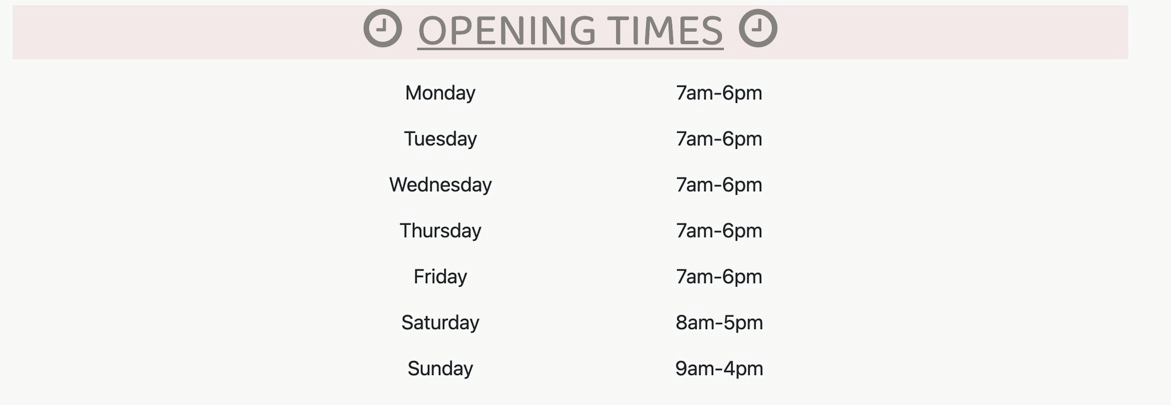 OPENING TIMES
Monday 7am-6pm
Tuesday 7am-6pm
Wednesday 7am-6pm
Thursday 7am-6pm
Friday 7am-6pm
Saturday 8am-5pm
Sunday 9am-4pm